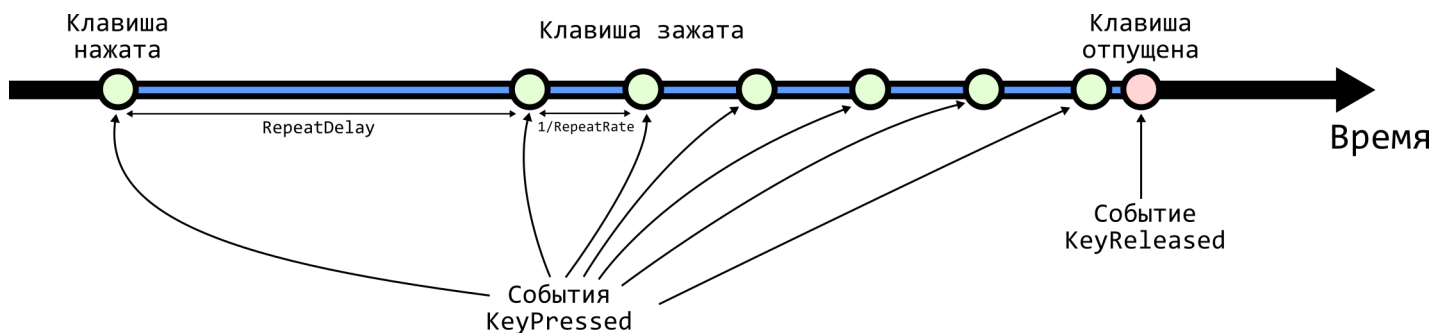 Клавиша
нажата
Клавиша зажата
Клавиша
отпущена
RepeatDelay
1/RepeatRate
Время
Событие
KeyReleased
События
KeyPressed